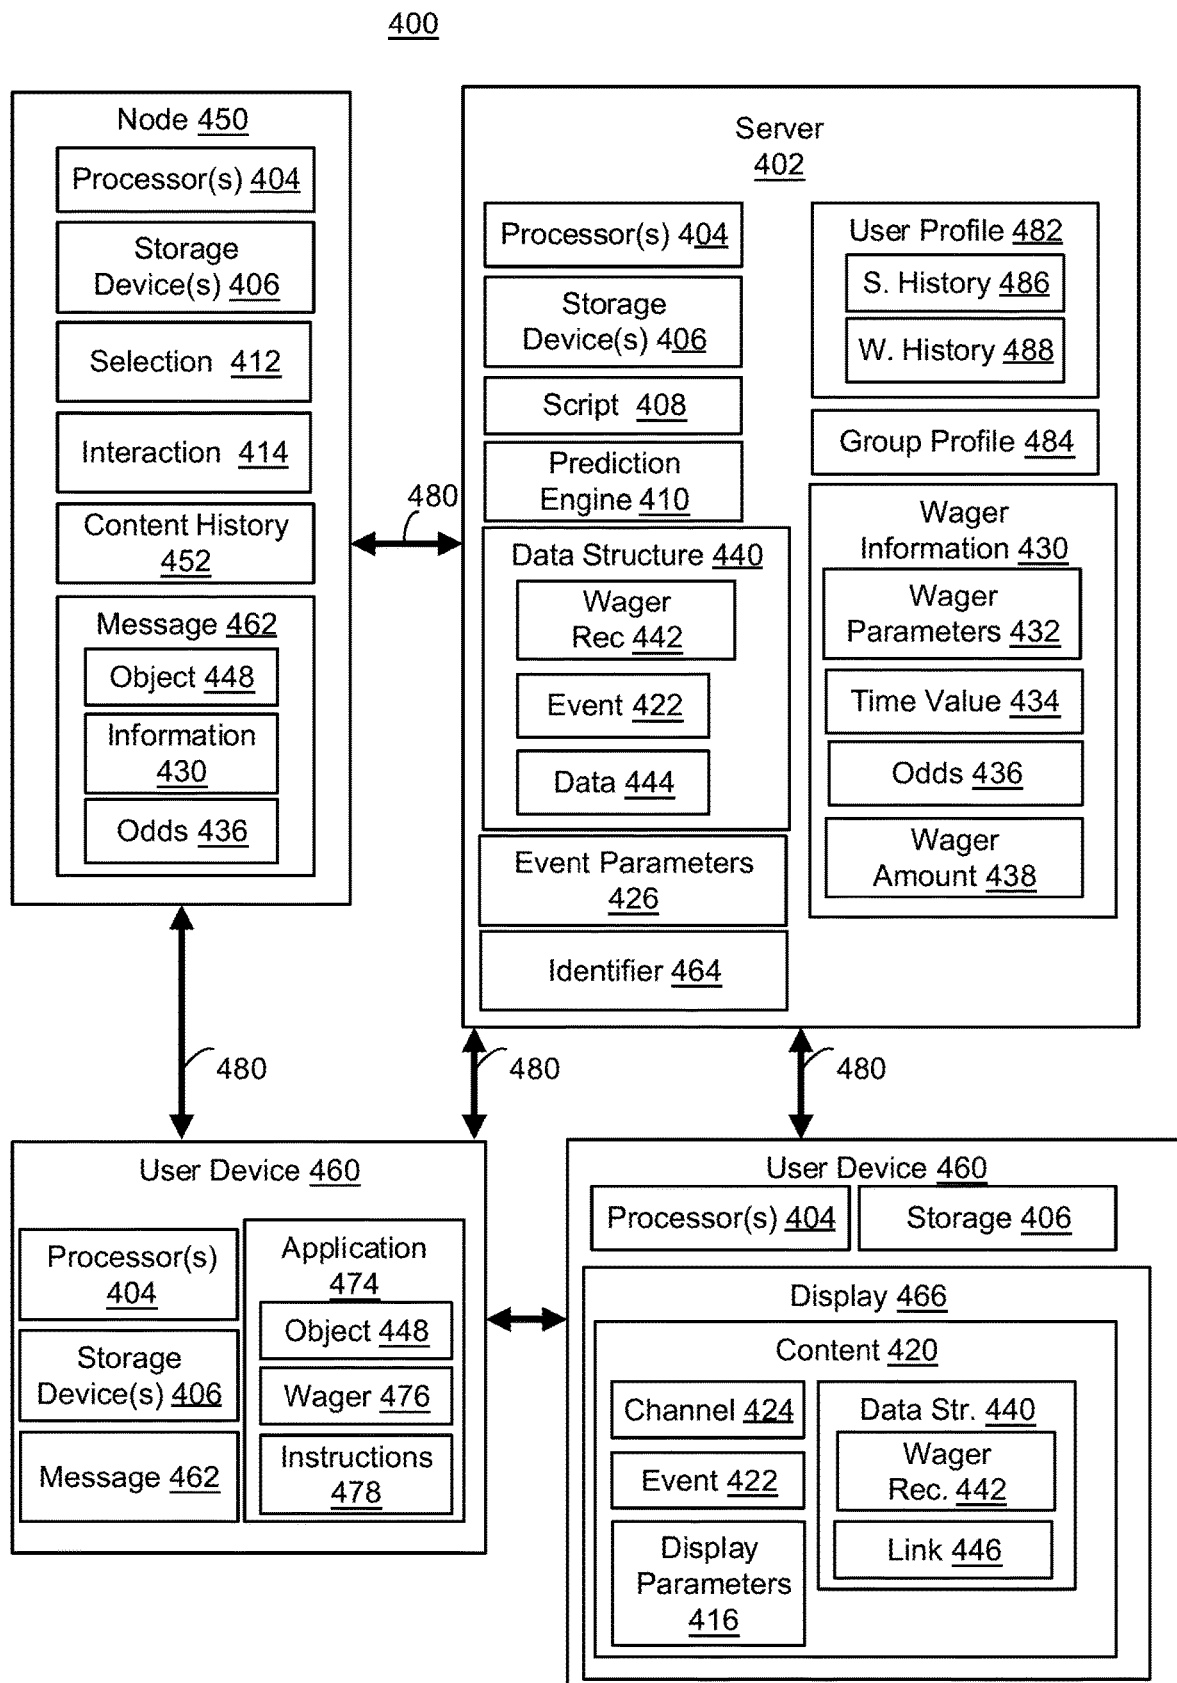 400
Node 450
Processor(s) 404
Storage
Device(s) 406
Selection 412
Interaction 414
Content History
452
Message 462
Object 448
Information
430
Odds 436
480
Server
402
Processor(s) 404
Storage
Device(s) 406
Script 408
Prediction
Engine 410
Data Structure 440
Wager
Rec 442
Event 422
Data 444
Event Parameters
426
Identifier 464
User Profile 482
S. History 486
W. History 488
Group Profile 484
Wager
Information 430
Wager
Parameters 432
Time Value 434
Odds 436
Wager
Amount 438
480
480
480
User Device 460
Processor(s)
404
Storage
Device(s) 406
Message 462
Application
474
Object 448
Wager 476
Instructions
478
User Device 460
Processor(s) 404
Storage 406
Display 466
Content 420
Channel 424
Event 422
Display
Parameters
416
Data Str. 440
Wager
Rec. 442
Link 446